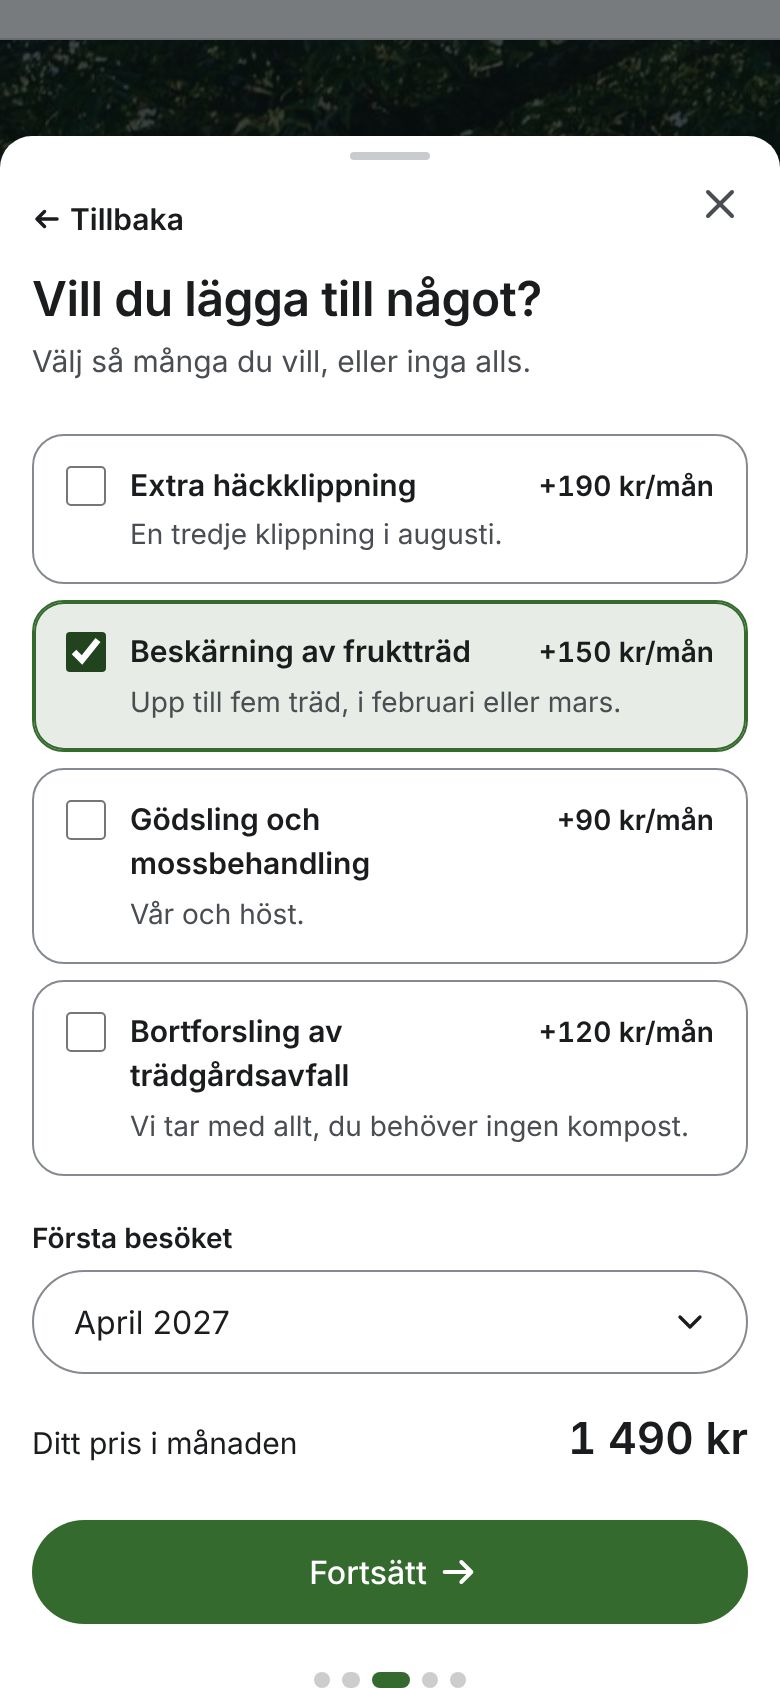 ← Tillbaka
Vill du lägga till något?
Välj så många du vill, eller inga alls.
Extra häckklippning +190 kr/mån
En tredje klippning i augusti.
Beskärning av fruktträd +150 kr/mån
Upp till fem träd, i februari eller mars.
Gödsling och +90 kr/mån
mossbehandling
Vår och höst.
Bortforsling av +120 kr/mån
trädgårdsavfall
Vi tar med allt, du behöver ingen kompost.
Första besöket
April 2027
Ditt pris i månaden 1 490 kr
Fortsätt →